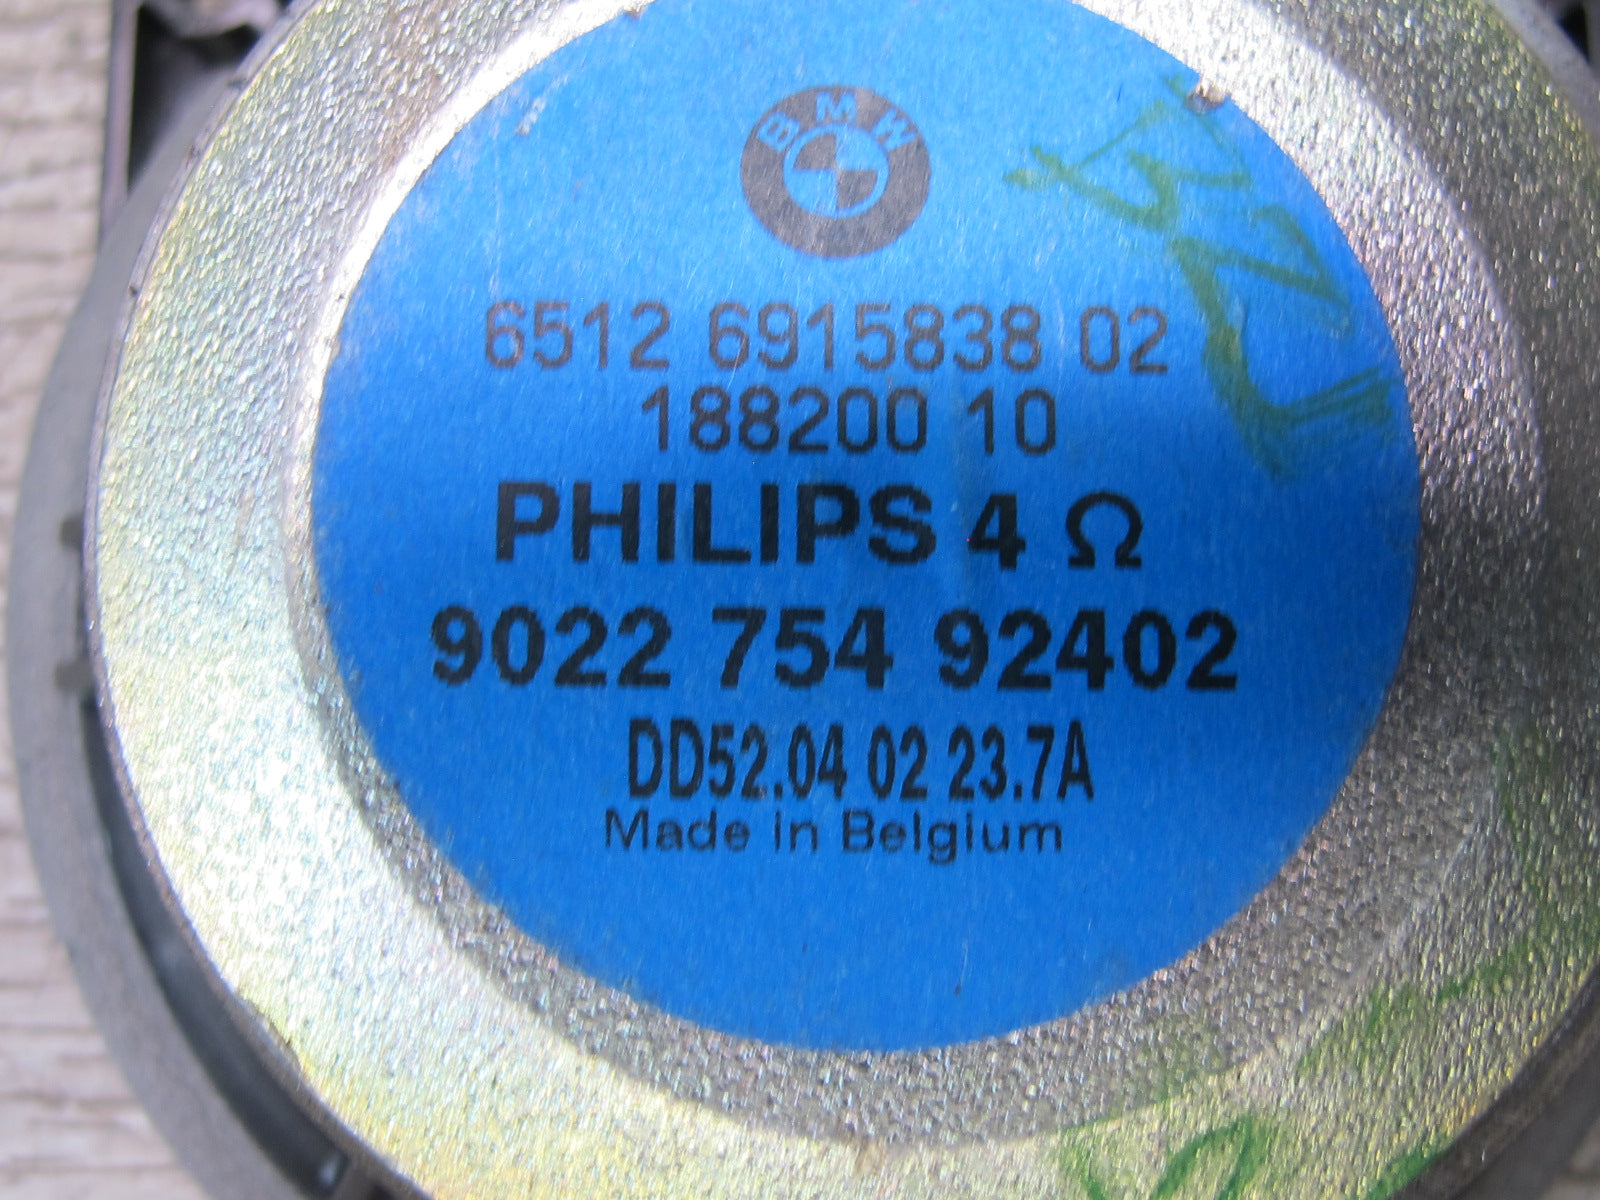 BMW
6512 6915838 02
188200 10
PHILIPS 4 Ω
9022 754 92402
DD52.04 02 23.7A
Made in Belgium